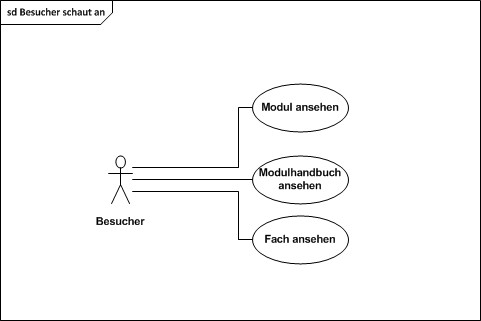 sd Besucher schaut an
Modul ansehen
Modulhandbuch
ansehen
Besucher
Fach ansehen